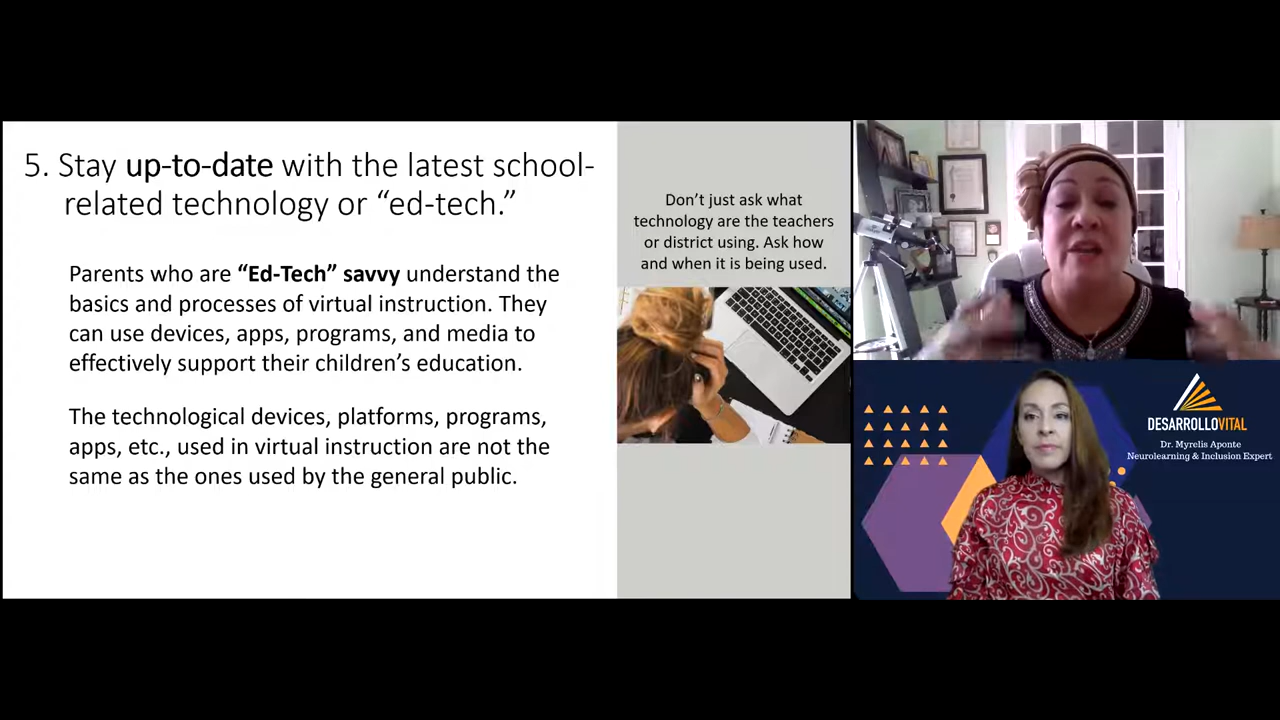 5. Stay up-to-date with the latest school-
related technology or “ed-tech.”
Parents who are “Ed-Tech” savvy understand the
basics and processes of virtual instruction. They
can use devices, apps, programs, and media to
effectively support their children’s education.
The technological devices, platforms, programs,
apps, etc., used in virtual instruction are not the
same as the ones used by the general public.
Don’t just ask what
technology are the teachers
or district using. Ask how
and when it is being used.
DESARROLLOVITAL
Dr. Myrelis Aponte
Neurolearning & Inclusion Expert